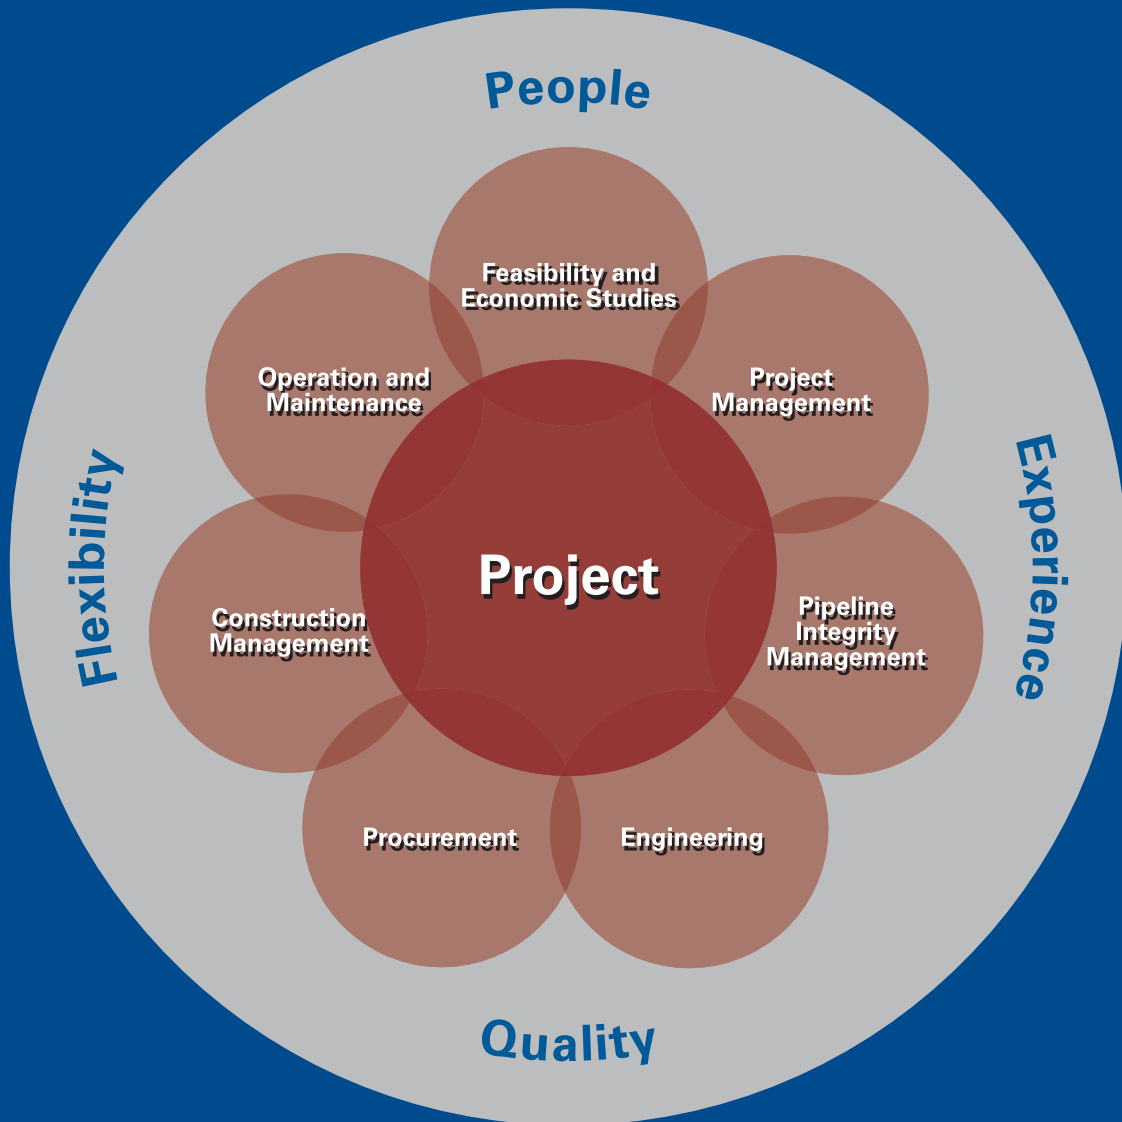 People
Feasibility and
Economic Studies
Operation and
Maintenance
Project
Management
Flexibility
Experience
Project
Construction
Management
Pipeline
Integrity
Management
Procurement
Engineering
Quality